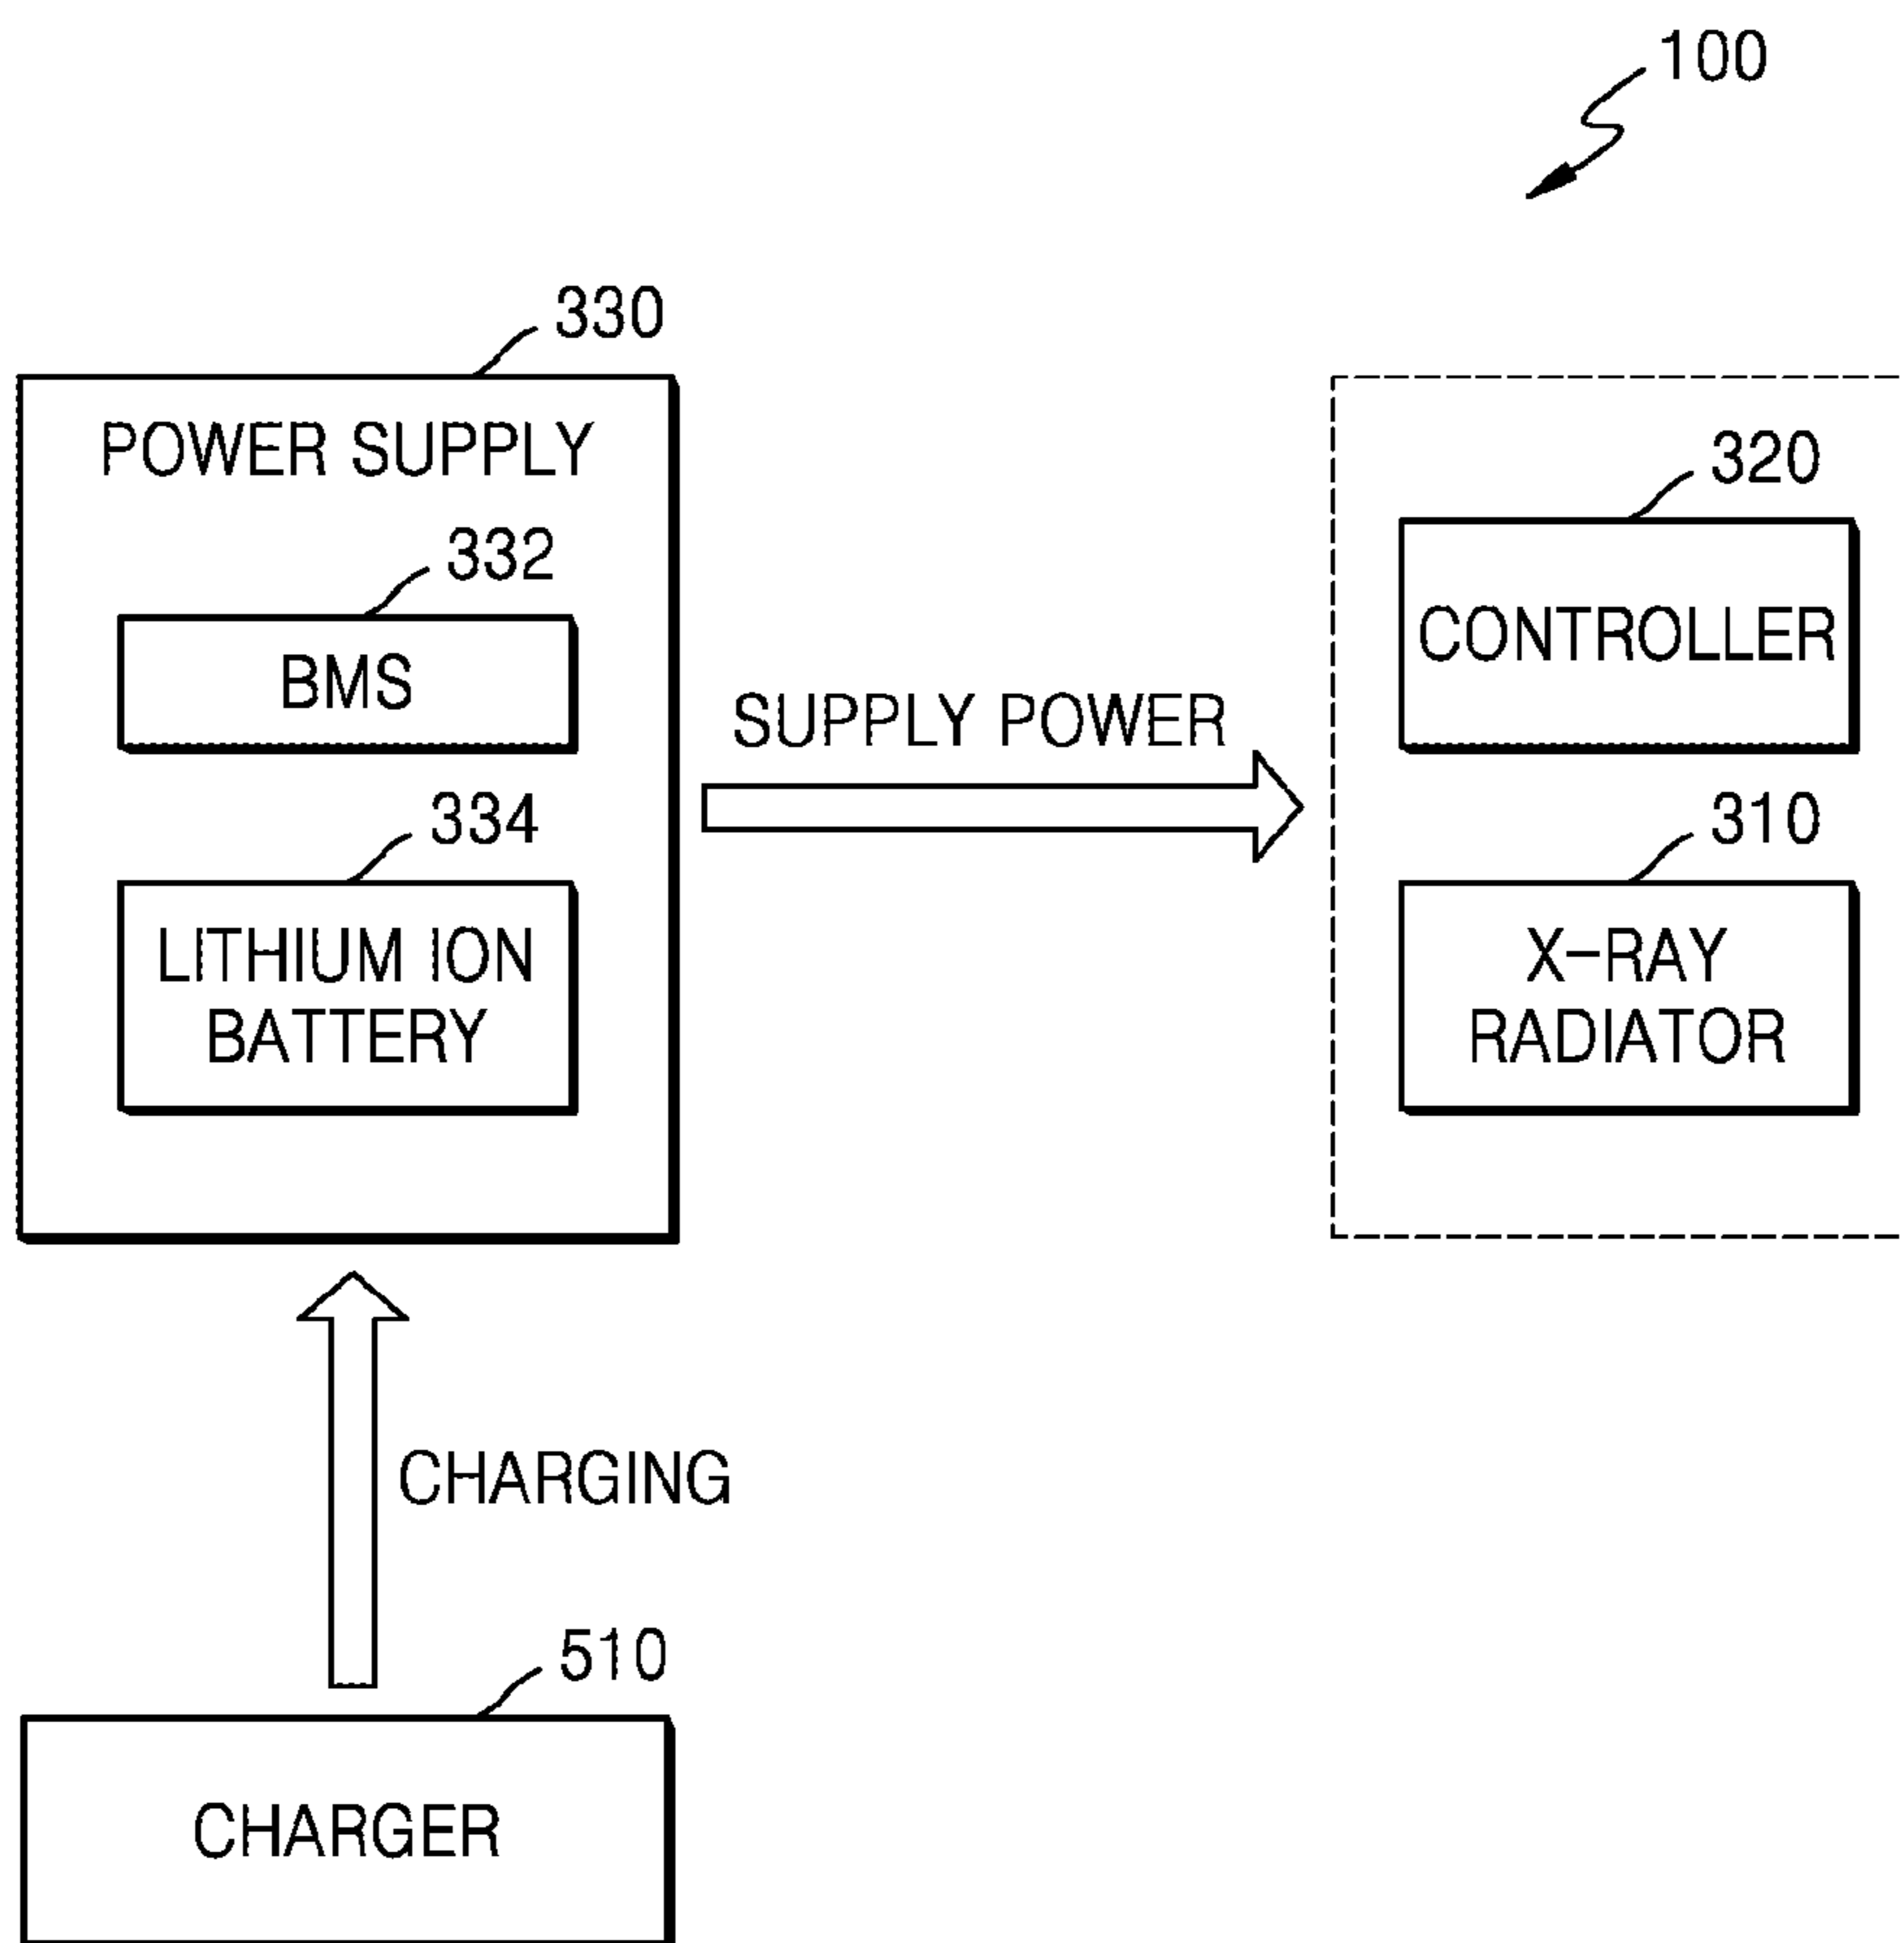 100
330
POWER SUPPLY
332
BMS
334
LITHIUM ION
BATTERY
SUPPLY POWER
320
CONTROLLER
310
X-RAY
RADIATOR
CHARGING
510
CHARGER